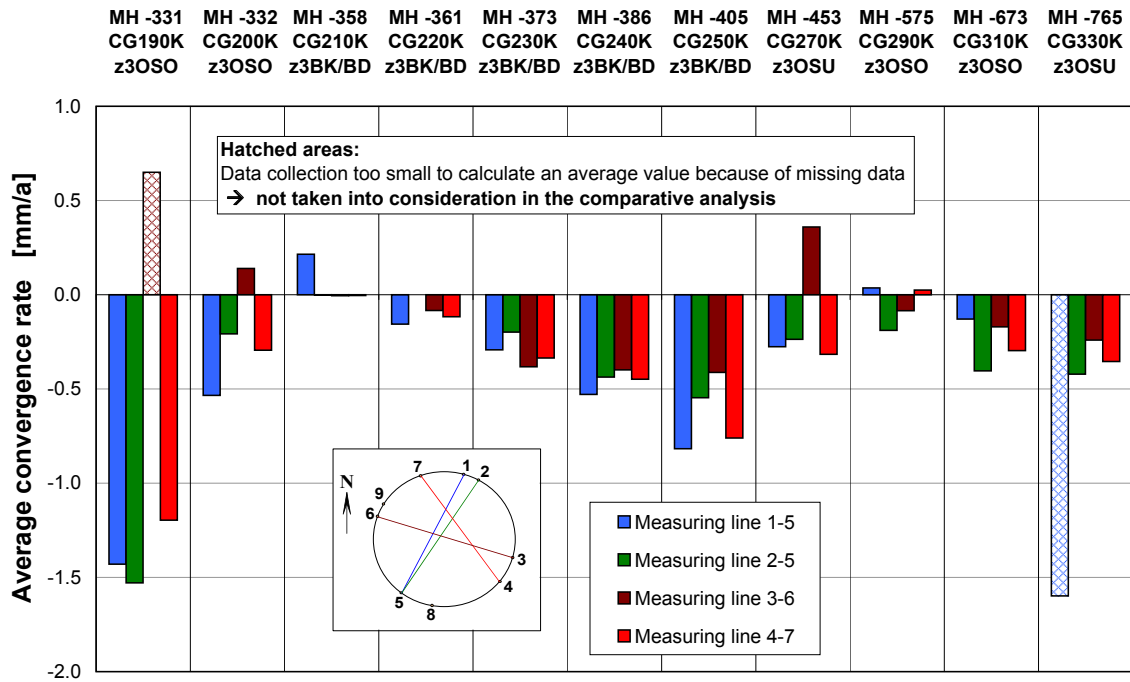 MH -331 MH -332 MH -358 MH -361 MH -373 MH -386 MH -405 MH -453 MH -575 MH -673 MH -765
CG190K CG200K CG210K CG220K CG230K CG240K CG250K CG270K CG290K CG310K CG330K
z3OSO z3OSO z3BK/BD z3BK/BD z3BK/BD z3BK/BD z3BK/BD z3OSU z3OSO z3OSO z3OSU
Average convergence rate [mm/a]
1.0
0.5
0.0
-0.5
-1.0
-1.5
-2.0
Hatched areas:
Data collection too small to calculate an average value because of missing data
→ not taken into consideration in the comparative analysis
N
7 1 2
9
6
3
4
5
8
Measuring line 1-5
Measuring line 2-5
Measuring line 3-6
Measuring line 4-7